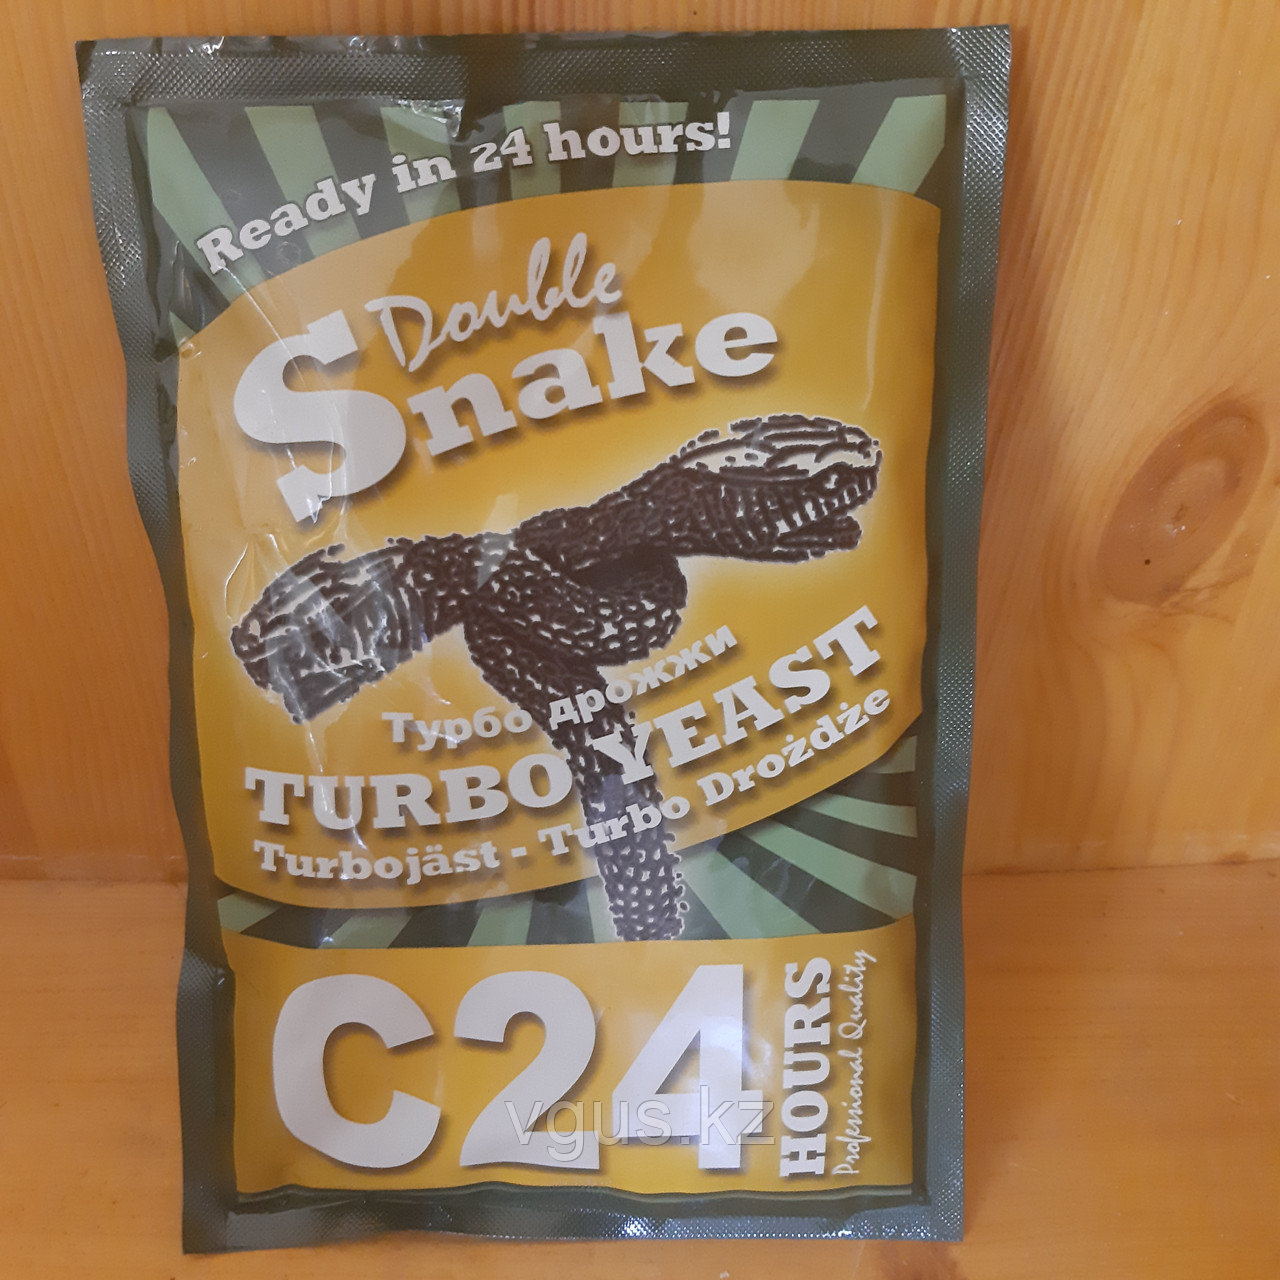 Ready in 24 hours!
Double
Snake
Турбо дрожжи
TURBO YEAST
Turbojäst - Turbo Drożdże
C24
HOURS
Professional Quality
vgus.kz